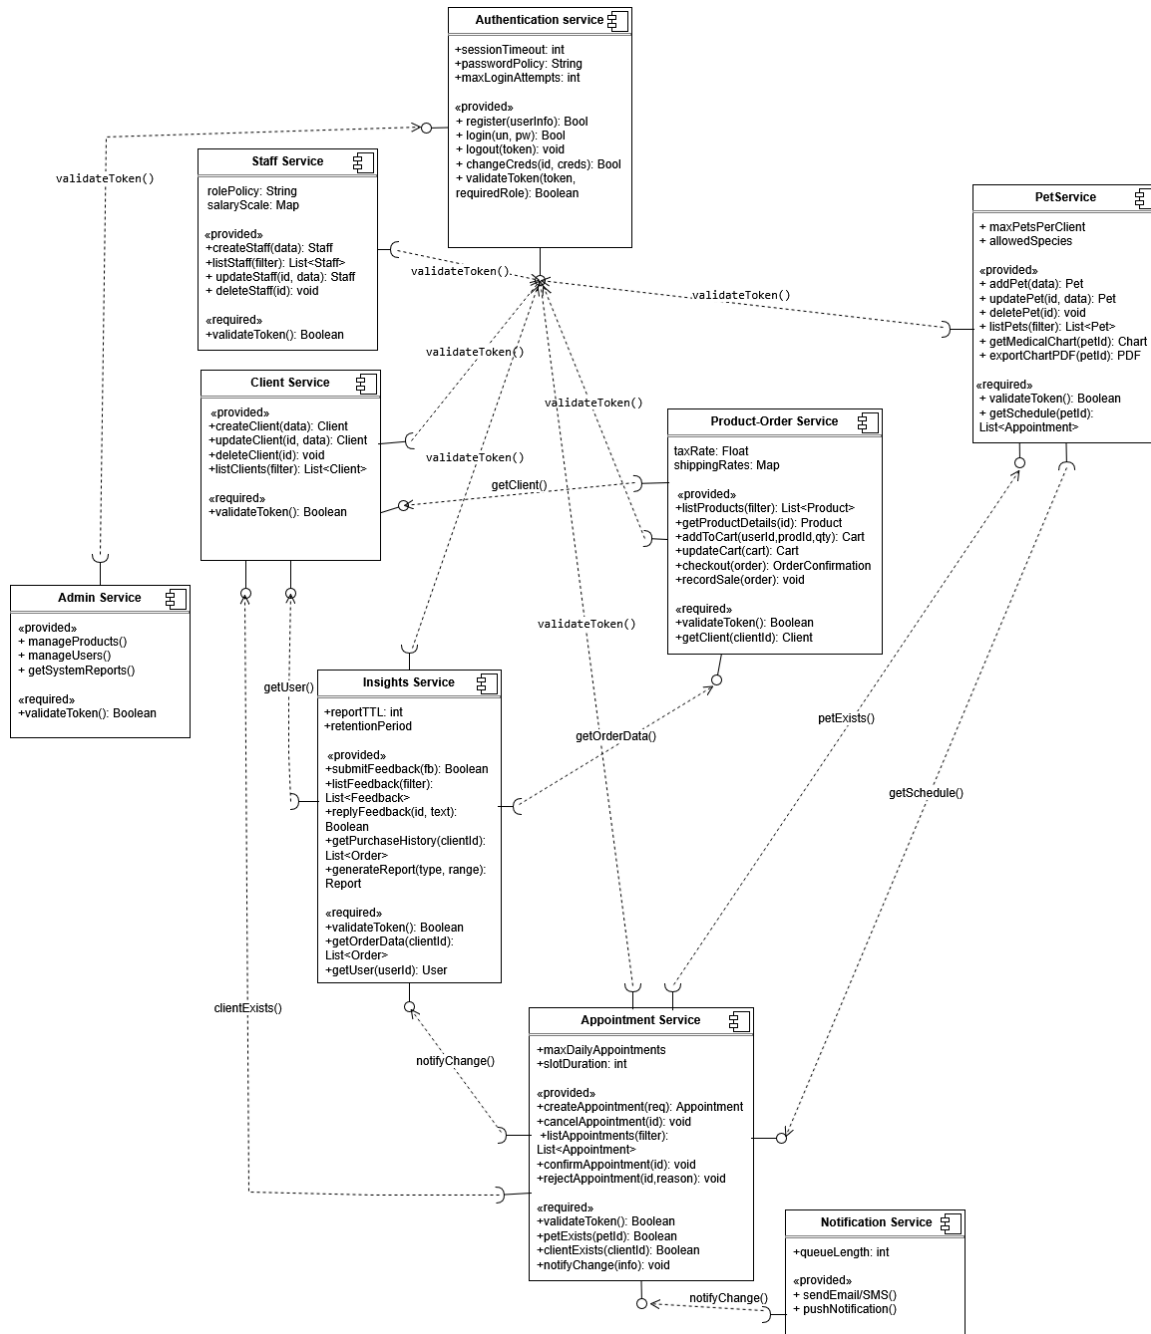 Authentication service
+sessionTimeout: int
+passwordPolicy: String
+maxLoginAttempts: int
«provided»
+ register(userInfo): Bool
+ login(un, pw): Bool
+ logout(token): void
+ changeCreds(id, creds): Bool
+ validateToken(token,
requiredRole): Boolean
validateToken()
Staff Service
rolePolicy: String
salaryScale: Map
«provided»
+createStaff(data): Staff
+listStaff(filter): List<Staff>
+ updateStaff(id, data): Staff
+ deleteStaff(id): void
«required»
+validateToken(): Boolean
validateToken()
validateToken()
PetService
+ maxPetsPerClient
+ allowedSpecies
«provided»
+ addPet(data): Pet
+ updatePet(id, data): Pet
+ deletePet(id): void
+ listPets(filter): List<Pet>
+ getMedicalChart(petId): Chart
+ exportChartPDF(petId): PDF
«required»
+ validateToken(): Boolean
+ getSchedule(petId):
List<Appointment>
Client Service
«provided»
+createClient(data): Client
+updateClient(id, data): Client
+deleteClient(id): void
+listClients(filter): List<Client>
«required»
+validateToken(): Boolean
validateToken()
validateToken()
validateToken()
getClient()
Product-Order Service
taxRate: Float
shippingRates: Map
«provided»
+listProducts(filter): List<Product>
+getProductDetails(id): Product
+addToCart(userId,prodId,qty): Cart
+updateCart(cart): Cart
+checkout(order): OrderConfirmation
+recordSale(order): void
«required»
+validateToken(): Boolean
+getClient(clientId): Client
Admin Service
«provided»
+ manageProducts()
+ manageUsers()
+ getSystemReports()
«required»
+validateToken(): Boolean
validateToken()
getUser()
Insights Service
+reportTTL: int
+retentionPeriod
«provided»
+submitFeedback(fb): Boolean
+listFeedback(filter):
List<Feedback>
+replyFeedback(id, text):
Boolean
+getPurchaseHistory(clientId):
List<Order>
+generateReport(type, range):
Report
«required»
+validateToken(): Boolean
+getOrderData(clientId):
List<Order>
+getUser(userId): User
getOrderData()
petExists()
getSchedule()
clientExists()
notifyChange()
Appointment Service
+maxDailyAppointments
+slotDuration: int
«provided»
+createAppointment(req): Appointment
+cancelAppointment(id): void
+listAppointments(filter):
List<Appointment>
+confirmAppointment(id): void
+rejectAppointment(id,reason): void
«required»
+validateToken(): Boolean
+petExists(petId): Boolean
+clientExists(clientId): Boolean
+notifyChange(info): void
notifyChange()
Notification Service
+queueLength: int
«provided»
+ sendEmail/SMS()
+ pushNotification()